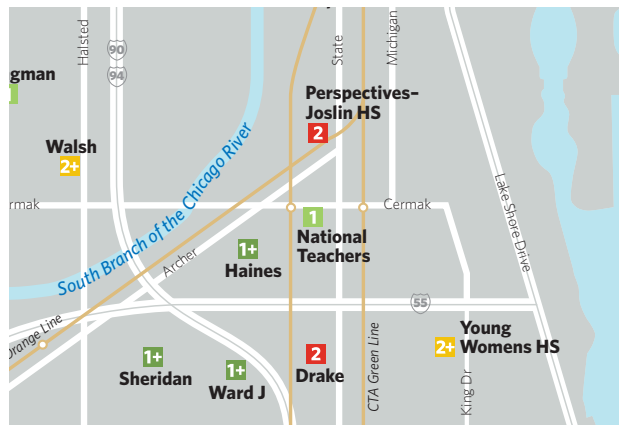 Halsted
90
94
State
Michigan
gman
1
Perspectives–
Joslin HS
2
Walsh
2+
South Branch of the Chicago River
rmak
Cermak
Lake Shore Drive
1
National
Teachers
1+
Haines
Archer
55
Orange Line
1+
Sheridan
1+
Ward J
2
Drake
CTA Green Line
2+
Young
Womens HS
King Dr